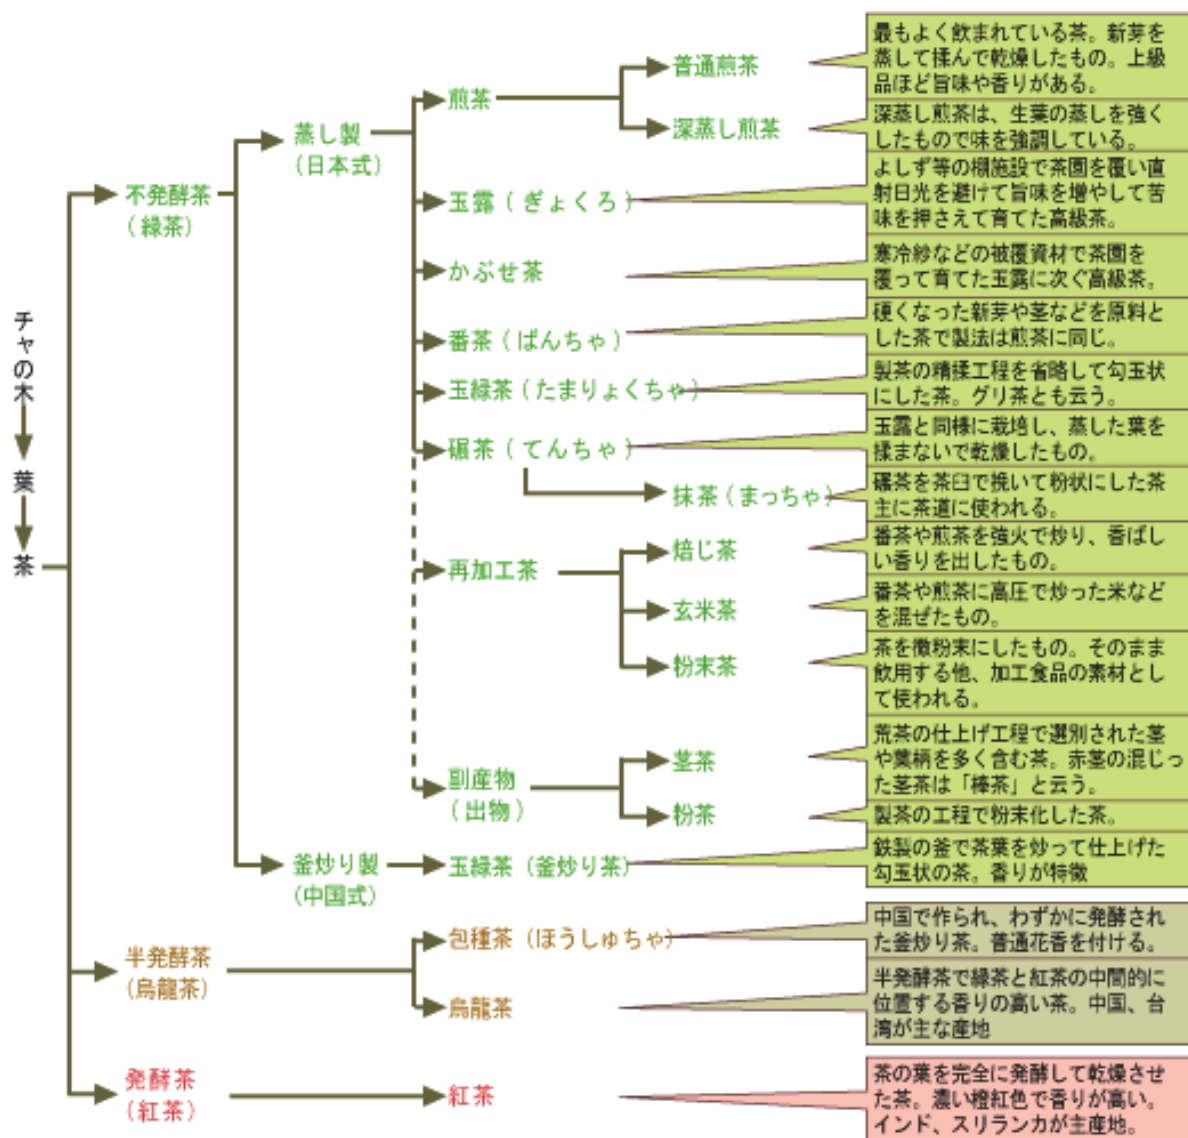 チャの木
葉
茶
不発酵茶
(緑茶)
蒸し製
(日本式)
煎茶
普通煎茶
最もよく飲まれている茶。新芽を
蒸して揉んで乾燥したもの。上級
品ほど旨味や香りがある。
深蒸し煎茶
深蒸し煎茶は、生葉の蒸しを強く
したもので味を強調している。
玉露(ぎょくろ)
よしず等の棚施設で茶園を覆い直
射日光を避けて旨味を増やして苦
味を押さえて育てた高級茶。
かぶせ茶
寒冷紗などの被覆資材で茶園を
覆って育てた玉露に次ぐ高級茶。
番茶(ばんちゃ)
硬くなった新芽や茎などを原料と
した茶で製法は煎茶に同じ。
玉緑茶(たまりょくちゃ)
製茶の精揉工程を省略して勾玉状
にした茶。グリ茶とも云う。
碾茶(てんちゃ)
玉露と同様に栽培し、蒸した葉を
揉まないで乾燥したもの。
抹茶(まっちゃ)
碾茶を茶臼で挽いて粉状にした茶
主に茶道に使われる。
再加工茶
焙じ茶
番茶や煎茶を強火で炒り、香ばし
い香りを出したもの。
玄米茶
番茶や煎茶に高圧で炒った米など
を混ぜたもの。
粉末茶
茶を微粉末にしたもの。そのまま
飲用する他、加工食品の素材とし
て使われる。
副産物
(出物)
茎茶
荒茶の仕上げ工程で選別された茎
や葉柄を多く含む茶。赤茎の混じっ
た茎茶は「棒茶」と云う。
粉茶
製茶の工程で粉末化した茶。
釜炒り製
(中国式)
玉緑茶(釜炒り茶)
鉄製の釜で茶葉を炒って仕上げた
勾玉状の茶。香りが特徴
半発酵茶
(烏龍茶)
包種茶(ほうしゅちゃ)
中国で作られ、わずかに発酵され
た釜炒り茶。普通花香を付ける。
烏龍茶
半発酵茶で緑茶と紅茶の中間的に
位置する香りの高い茶。中国、台
湾が主な産地
発酵茶
(紅茶)
紅茶
茶の葉を完全に発酵して乾燥させ
た茶。濃い橙紅色で香りが高い。
インド、スリランカが主産地。